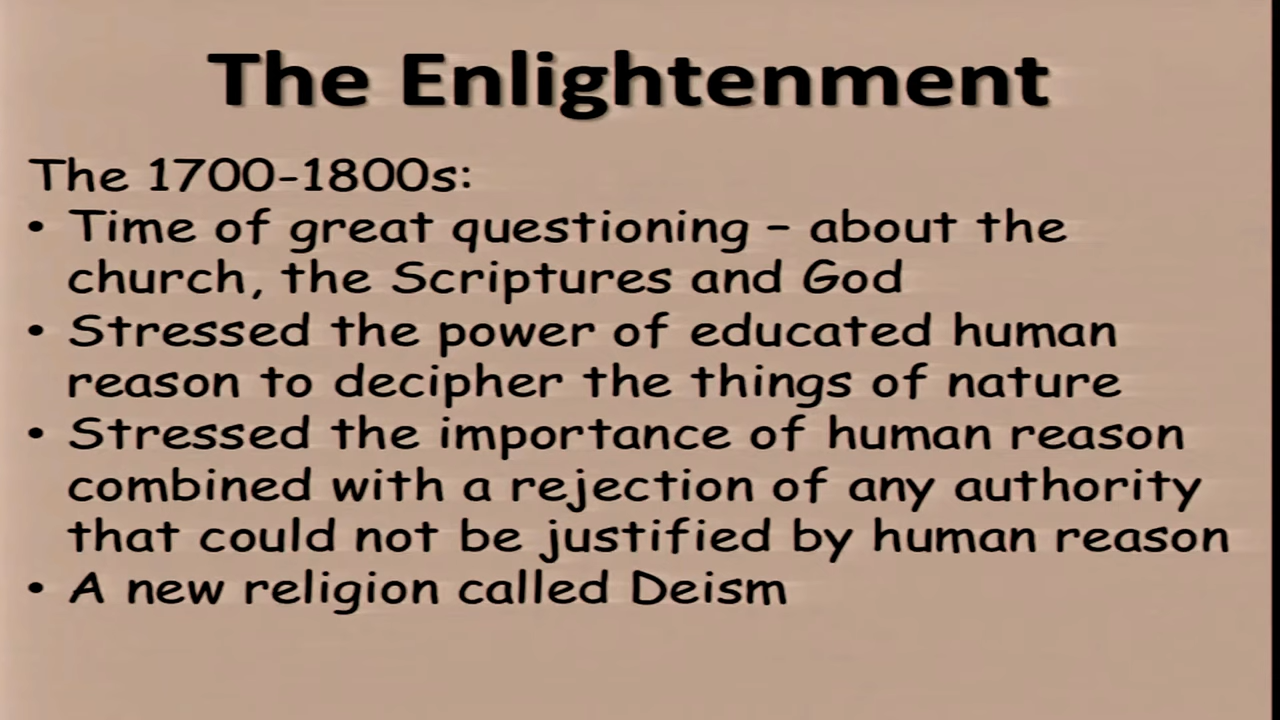 The Enlightenment
The 1700-1800s:
• Time of great questioning – about the
church, the Scriptures and God
• Stressed the power of educated human
reason to decipher the things of nature
• Stressed the importance of human reason
combined with a rejection of any authority
that could not be justified by human reason
• A new religion called Deism